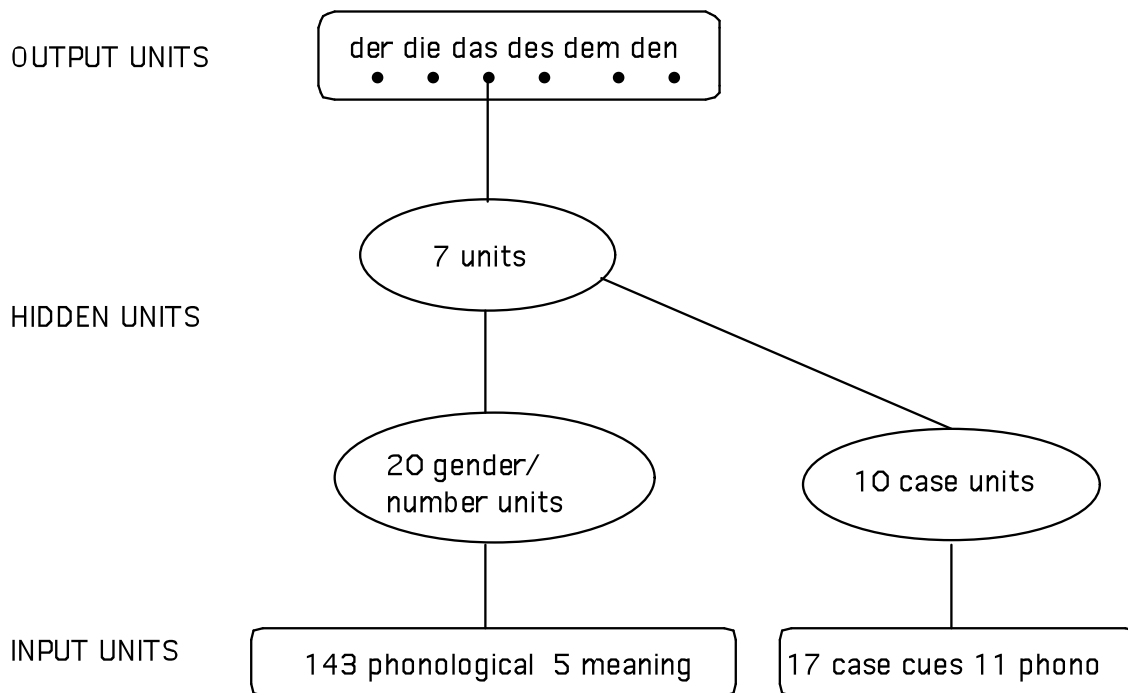 OUTPUT UNITS
der die das des dem den
7 units
HIDDEN UNITS
20 gender/
number units
10 case units
INPUT UNITS
143 phonological 5 meaning
17 case cues 11 phono